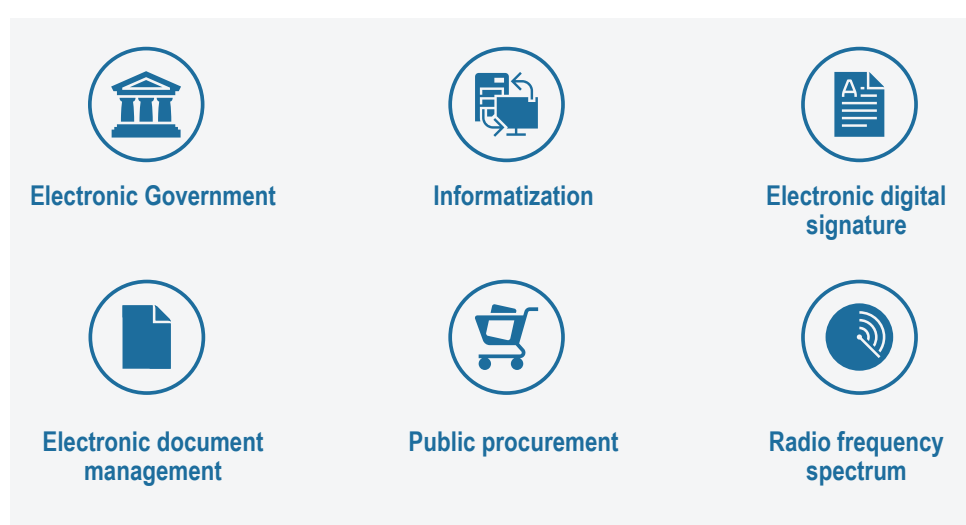 Electronic Government
Informatization
A
Electronic digital
signature
Electronic document
management
Public procurement
Radio frequency
spectrum